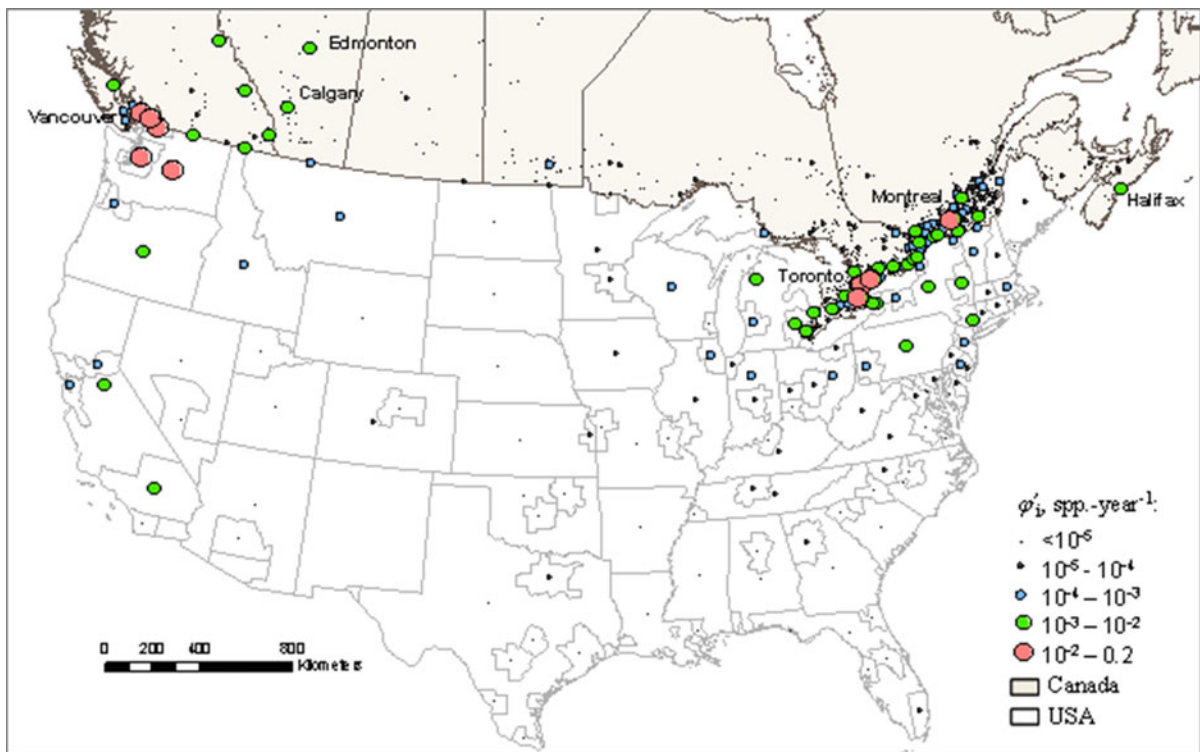 Edmonton
Calgary
Vancouver
Montreal
Halifax
Toronto
φ'i, spp.-year-1:
<10-5
10-5 - 10-4
10-4 – 10-3
10-3 – 10-2
10-2 – 0.2
Canada
USA
0 200 400 800
Kilometers